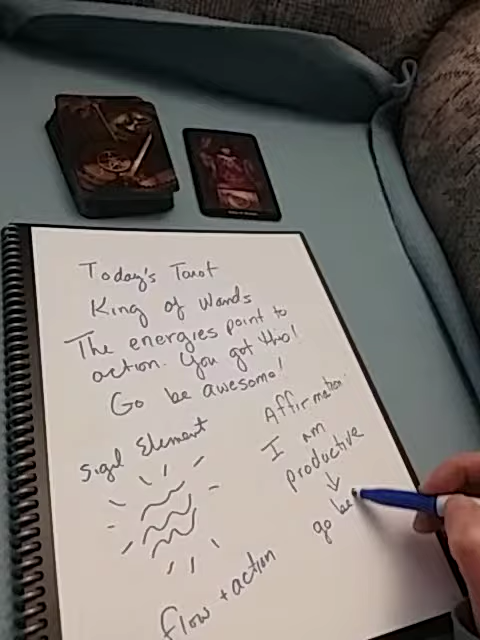 Today's Tarot
King of Wands
The energies point to
action. You got this!
Go be awesome!
Sigil Element
flow + action
Affirmation
I am
productive
↓
go be